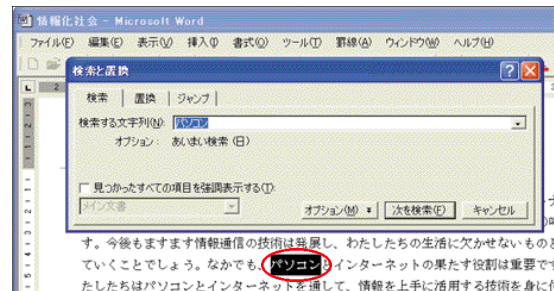 情報化社会 - Microsoft Word
ファイル(F) 編集(E) 表示(V) 挿入(I) 書式(O) ツール(T) 罫線(A) ウィンドウ(W) ヘルプ(H)
検索と置換
検索 置換 ジャンプ
検索する文字列(N): パソコン
オプション: あいまい検索 (日)
見つかったすべての項目を強調表示する(T):
メイン文書
オプション(M) 次を検索(F) キャンセル
す。今後もますます情報通信の技術は発展し、わたしたちの生活に欠かせないものと
ていくことでしょう。なかでも、パソコンとインターネットの果たす役割は重要です
たしたちはパソコンとインターネットを通して、情報を上手に活用する技術を身に